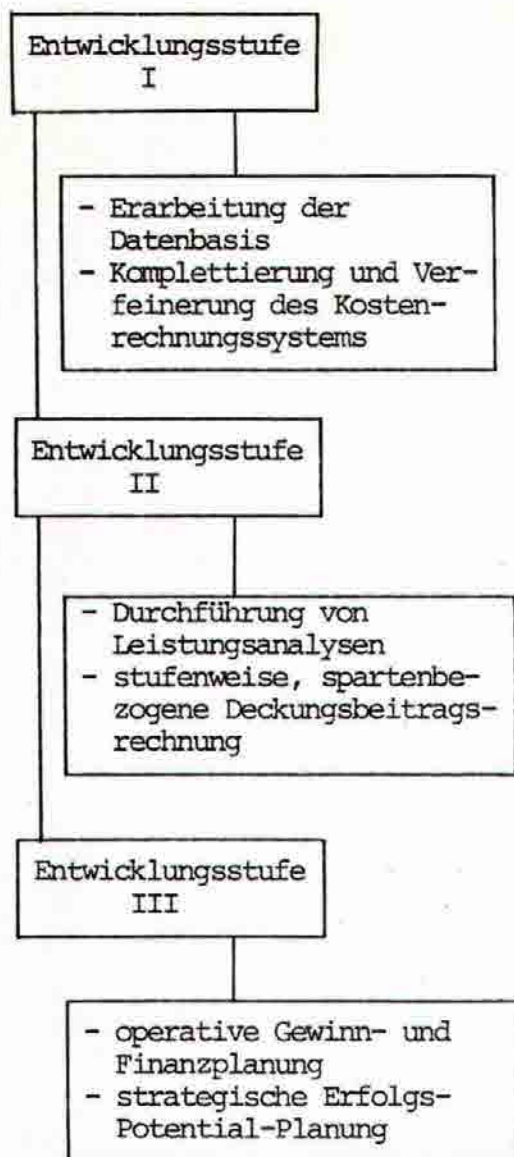 Entwicklungsstufe
I
- Erarbeitung der
Datenbasis
- Komplettierung und Ver-
feinerung des Kosten-
rechnungssystems
Entwicklungsstufe
II
- Durchführung von
Leistungsanalysen
- stufenweise, spartenbe-
zogene Deckungsbeitrags-
rechnung
Entwicklungsstufe
III
- operative Gewinn- und
Finanzplanung
- strategische Erfolgs-
Potential-Planung